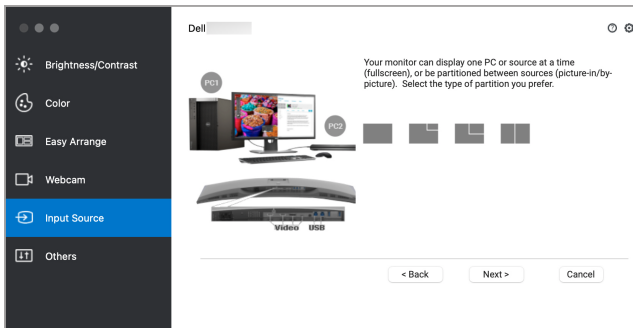 Dell
Brightness/Contrast
Color
Easy Arrange
Webcam
Input Source
Others
Your monitor can display one PC or source at a time
(fullscreen), or be partitioned between sources (picture-in/by-
picture). Select the type of partition you prefer.
PC1
PC2
Video USB
< Back Next > Cancel